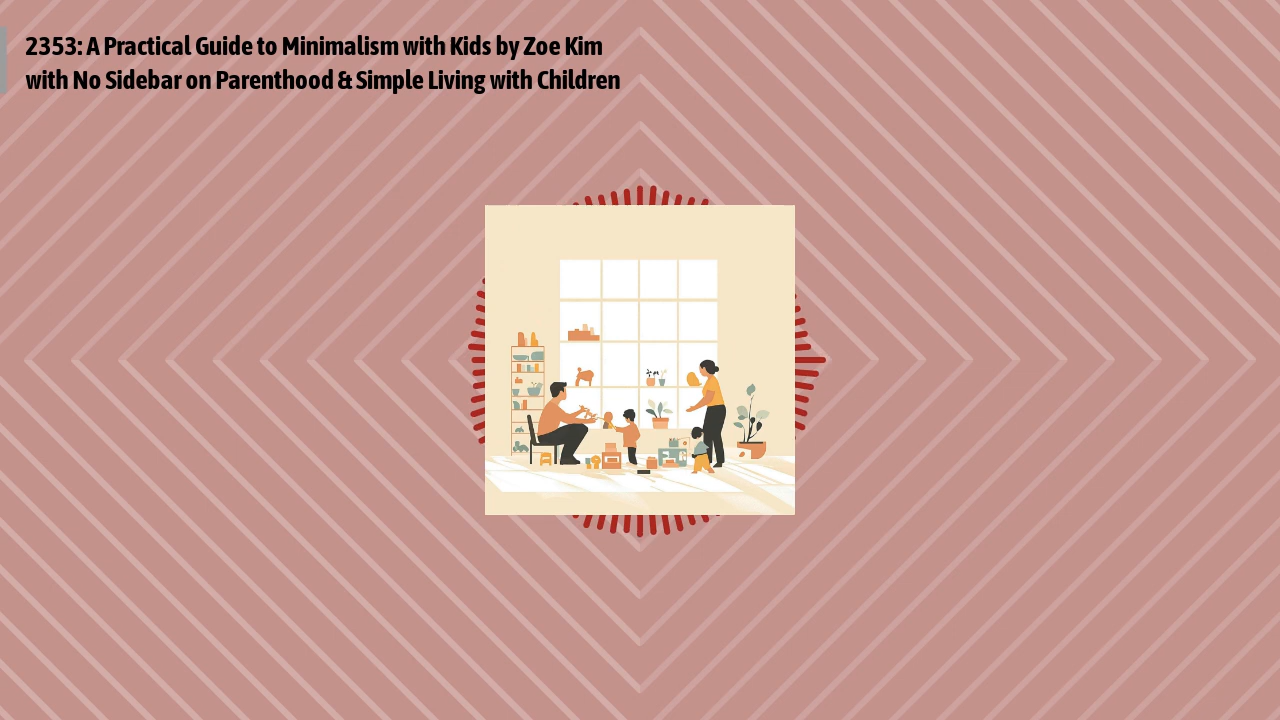 2353: A Practical Guide to Minimalism with Kids by Zoe Kim
with No Sidebar on Parenthood & Simple Living with Children